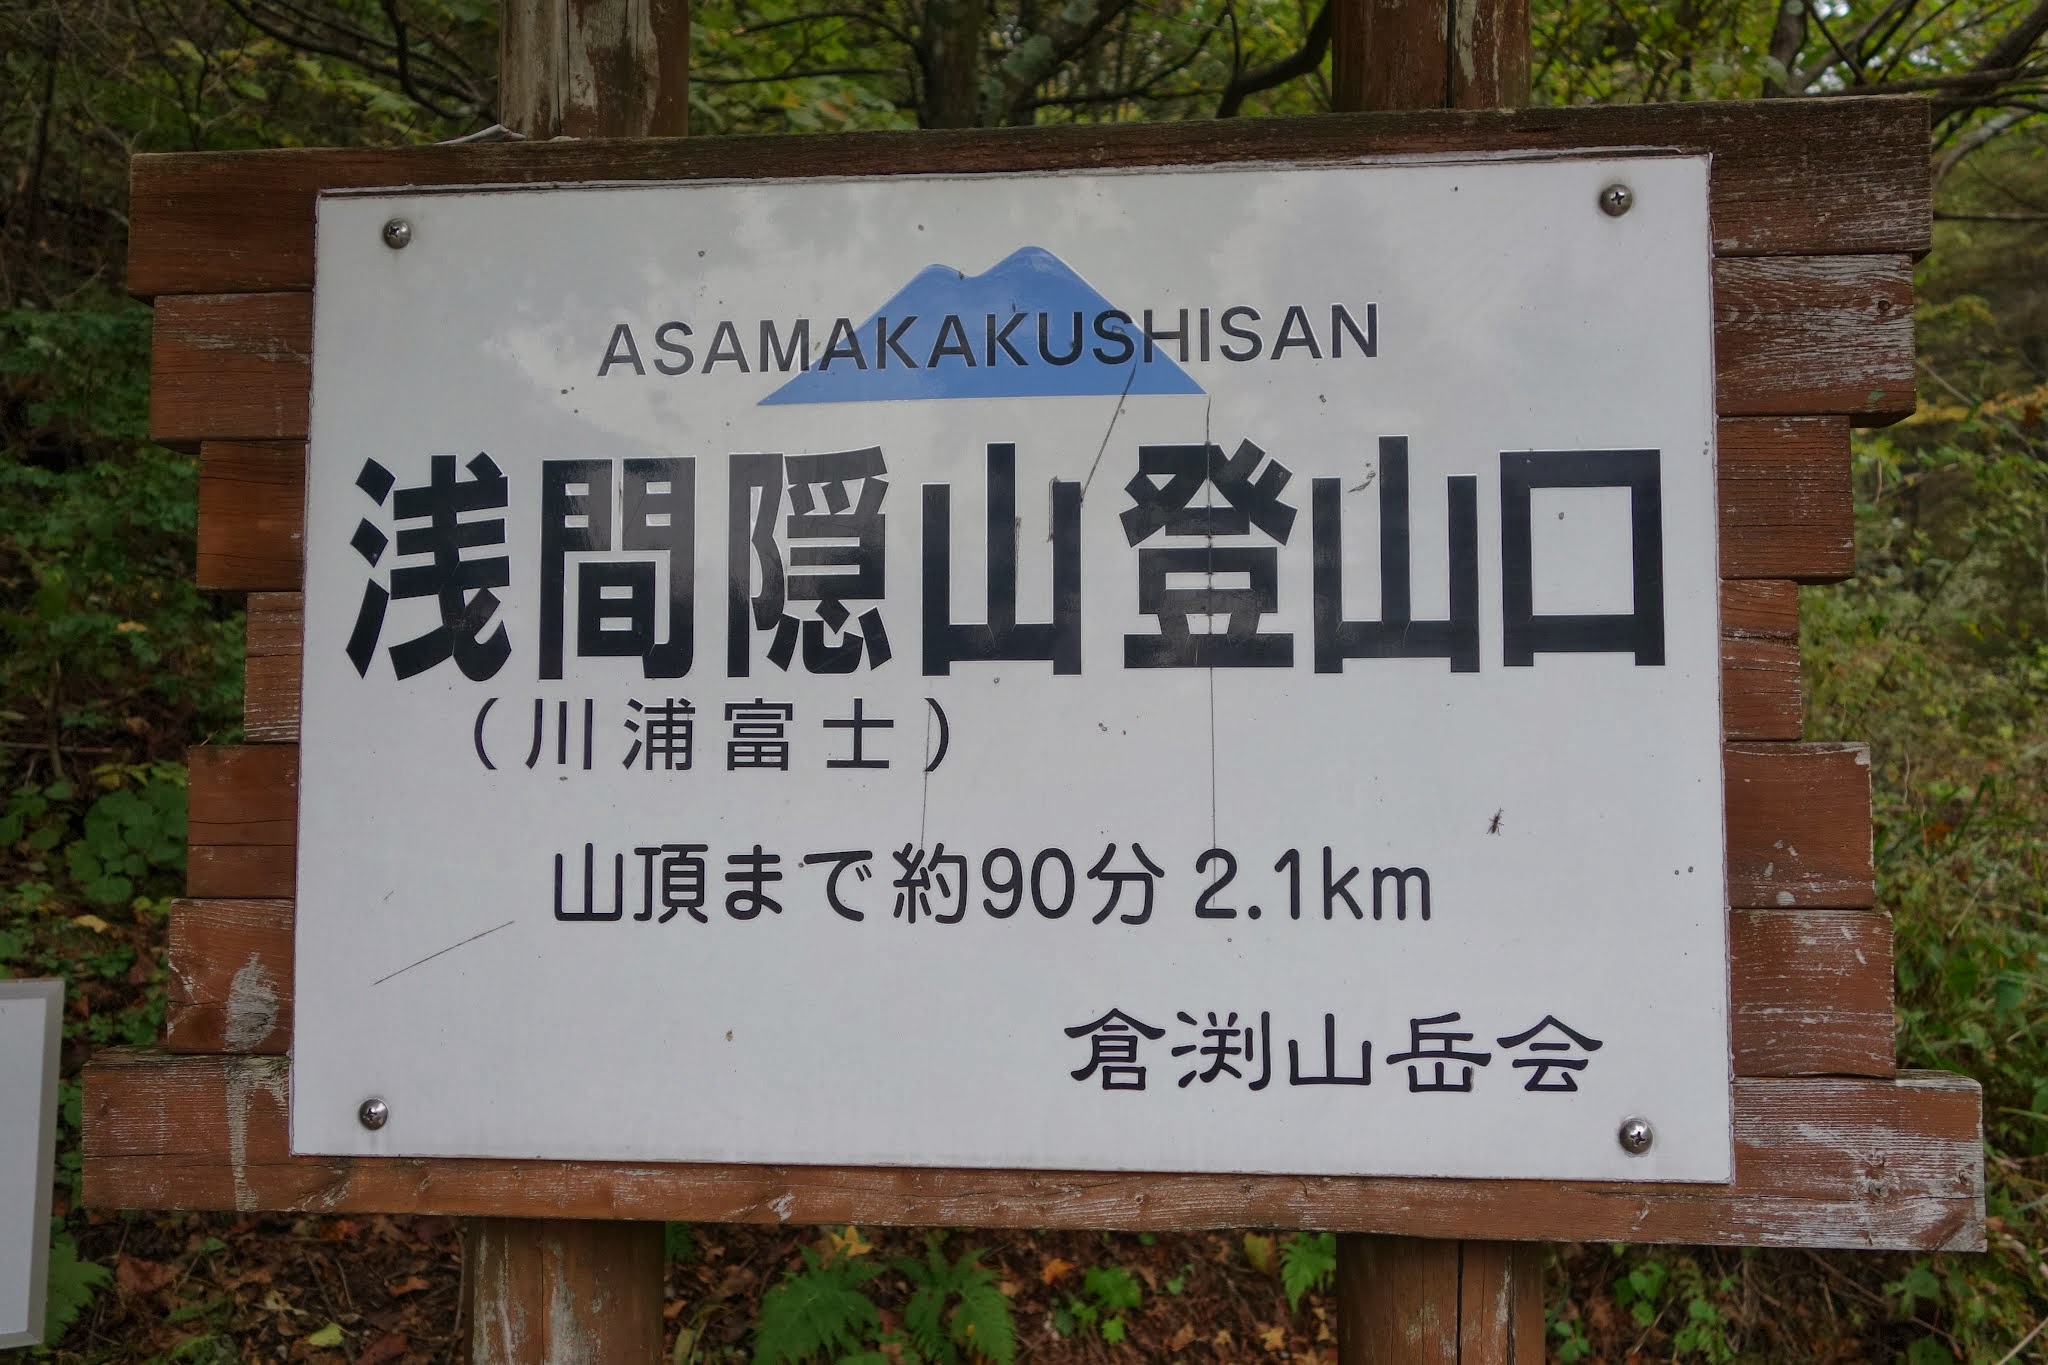 ASAMAKAKUSHISAN
浅間隠山登山口
(川浦富士)
山頂まで約90分 2.1km
倉渕山岳会